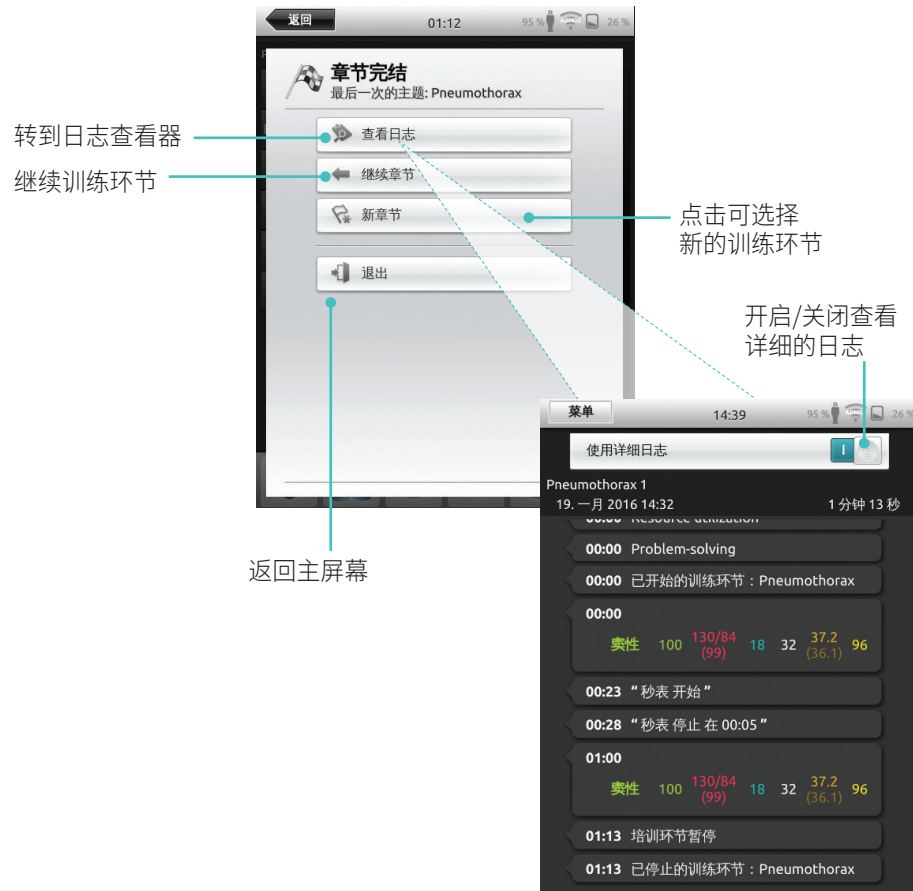 返回
01:12
95 %
26 %
章节完结
最后一次的主题: Pneumothorax
查看日志
继续章节
新章节
退出
转到日志查看器
继续训练环节
点击可选择
新的训练环节
返回主屏幕
开启/关闭查看
详细的日志
菜单
14:39
95 %
26 %
使用详细日志
Pneumothorax 1
19. 一月 2016 14:32
1 分钟 13 秒
00:00 Resource utilization
00:00 Problem-solving
00:00 已开始的训练环节：Pneumothorax
00:00
窦性 100 130/84 (99) 18 32 37.2 (36.1) 96
00:23 “ 秒表 开始 ”
00:28 “ 秒表 停止 在 00:05 ”
01:00
窦性 100 130/84 (99) 18 32 37.2 (36.1) 96
01:13 培训环节暂停
01:13 已停止的训练环节：Pneumothorax